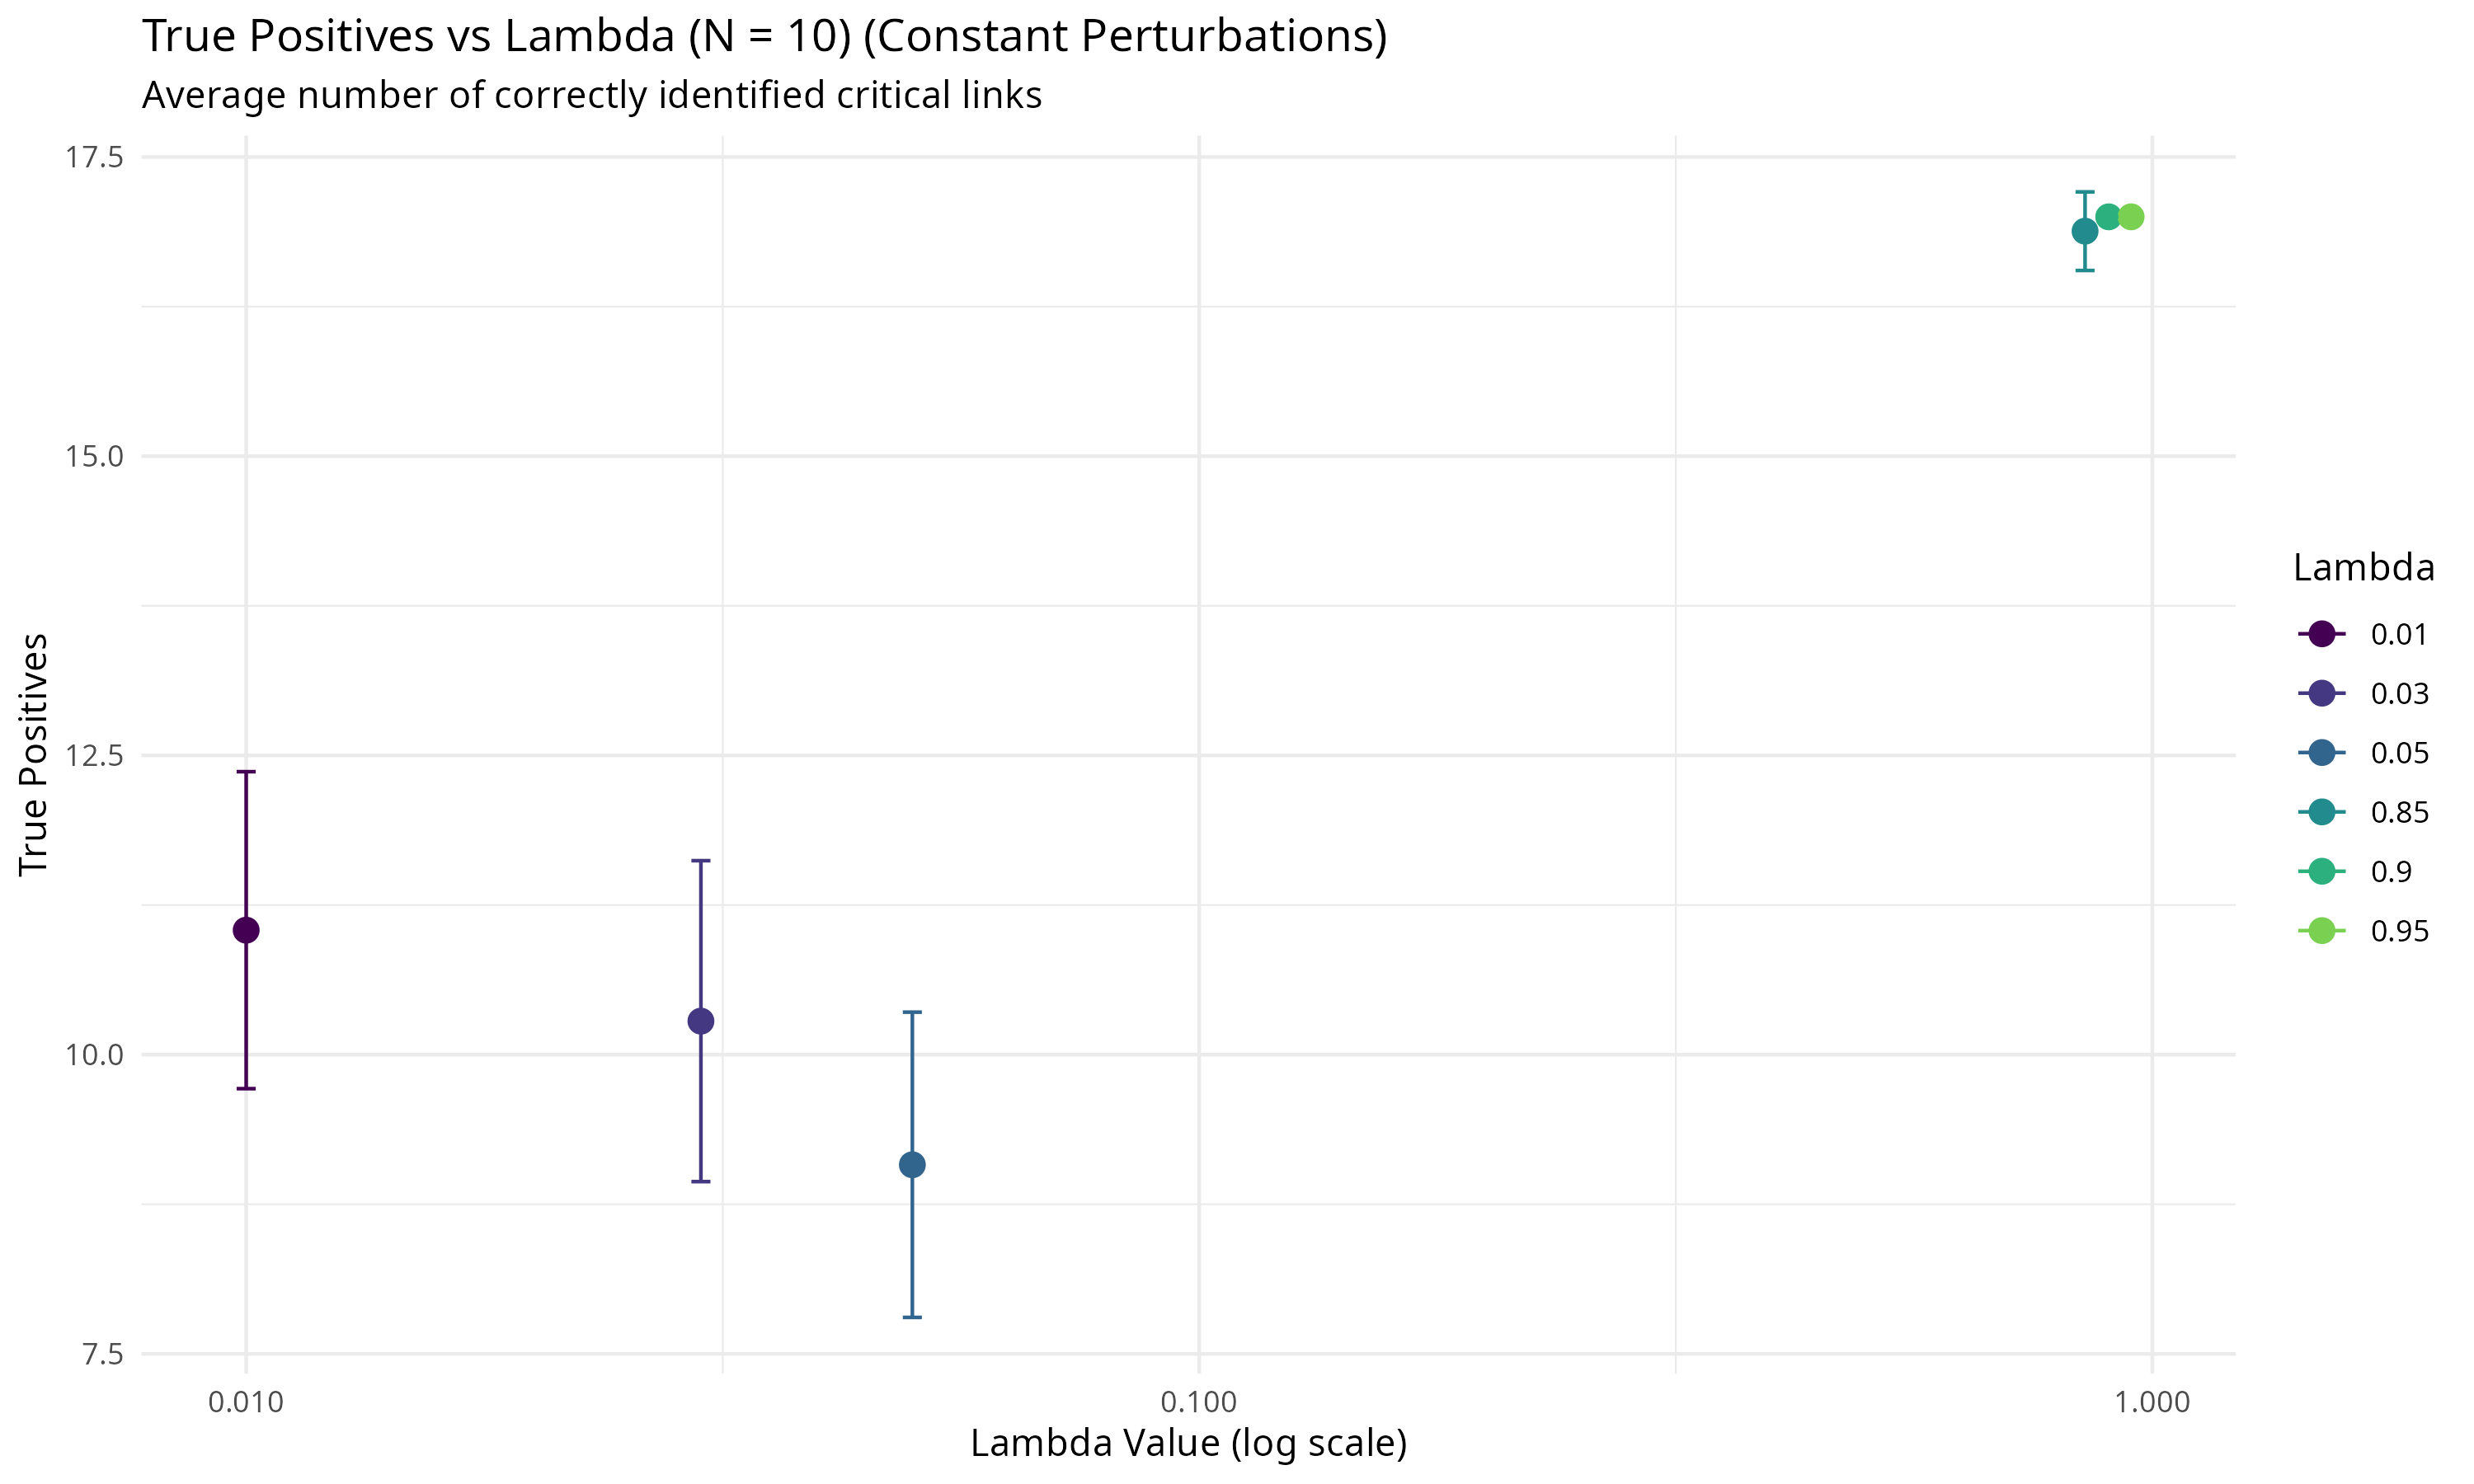 True Positives vs Lambda (N = 10) (Constant Perturbations)
Average number of correctly identified critical links
17.5
15.0
12.5
10.0
7.5
True Positives
0.010
0.100
1.000
Lambda Value (log scale)
Lambda
0.01
0.03
0.05
0.85
0.9
0.95